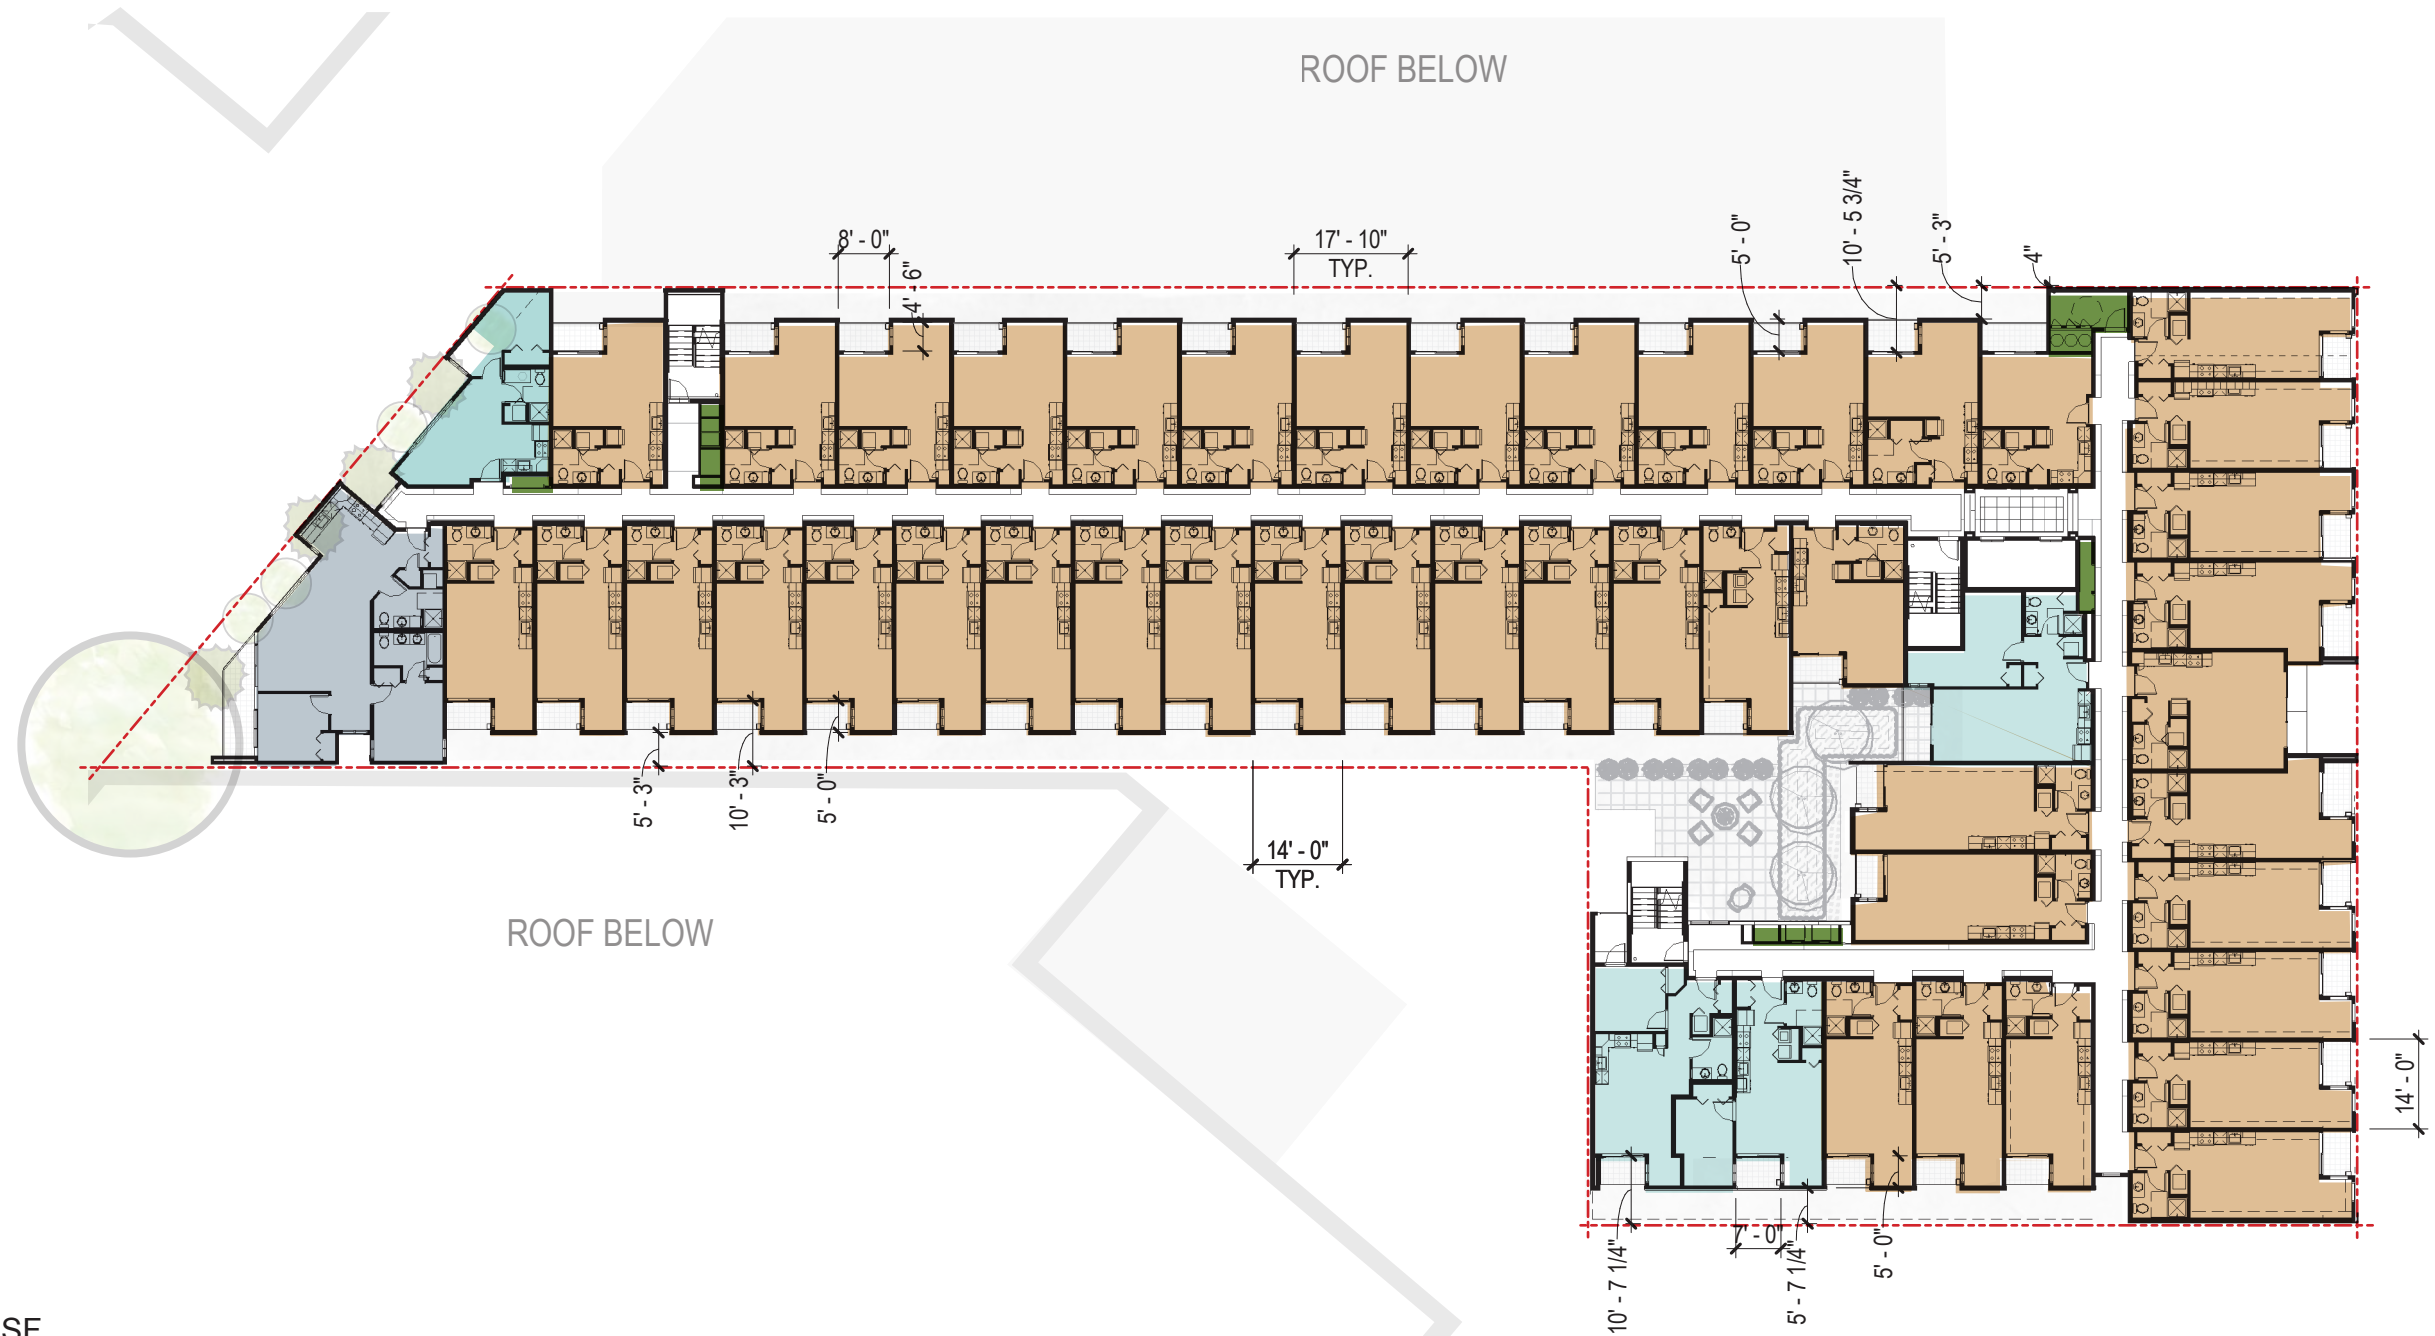 ROOF BELOW
8' - 0"
4' - 6"
17' - 10"
TYP.
5' - 0"
10' - 5 3/4"
5' - 3"
4"
5' - 3"
10' - 3"
5' - 0"
14' - 0"
TYP.
ROOF BELOW
14' - 0"
10' - 7 1/4"
7' - 0"
5' - 7 1/4"
5' - 0"
SF